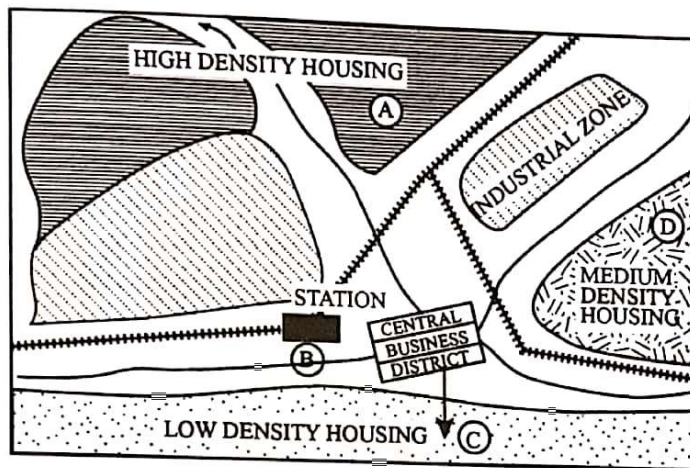 HIGH DENSITY HOUSING
A
INDUSTRIAL ZONE
D
MEDIUM
DENSITY
HOUSING
STATION
B
CENTRAL
BUSINESS
DISTRICT
LOW DENSITY HOUSING
C